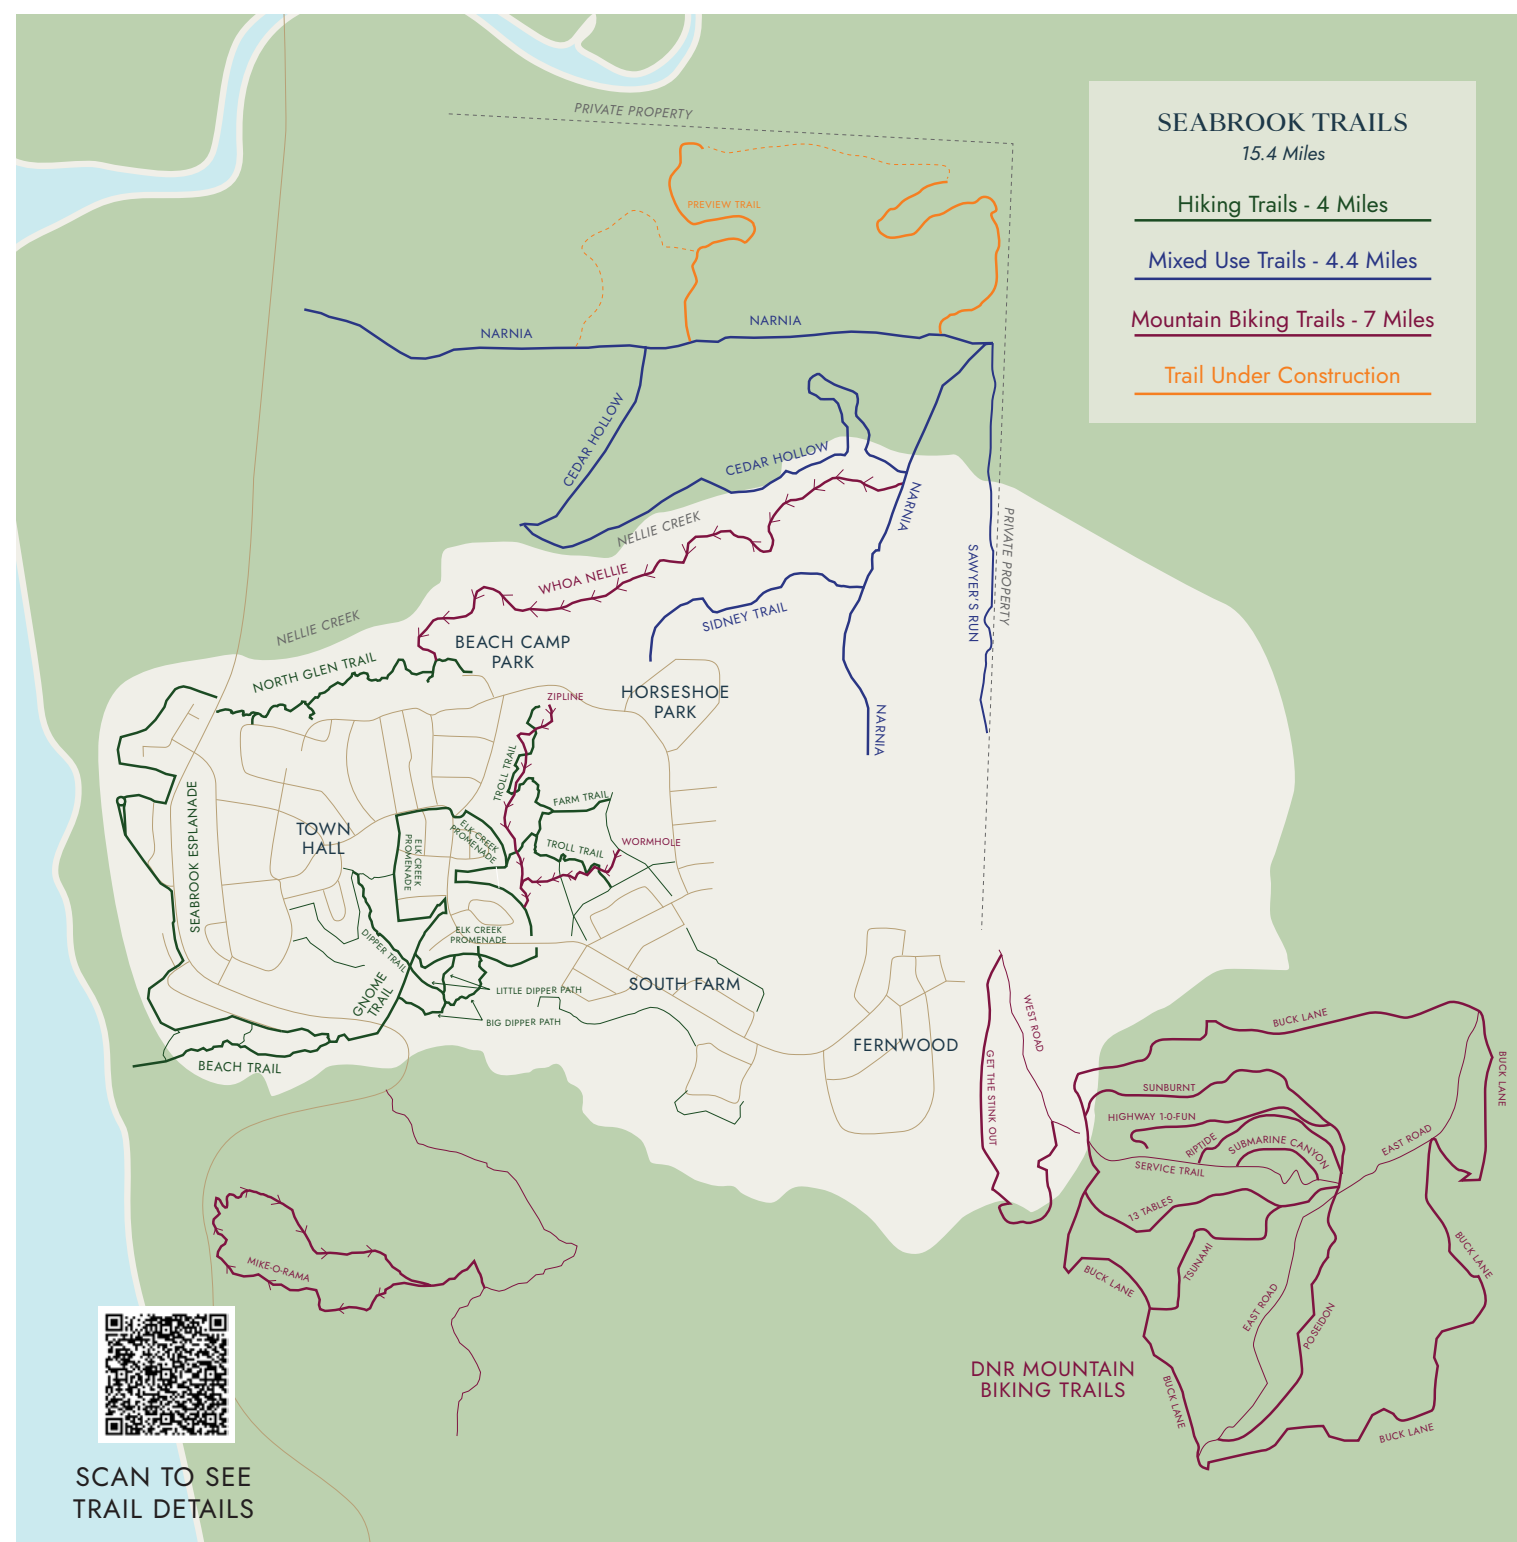 PRIVATE PROPERTY
SEABROOK TRAILS
15.4 Miles
Hiking Trails - 4 Miles
Mixed Use Trails - 4.4 Miles
Mountain Biking Trails - 7 Miles
Trail Under Construction
PREVIEW TRAIL
NARNIA
NARNIA
CEDAR HOLLOW
CEDAR HOLLOW
NARNIA
NELLIE CREEK
PRIVATE PROPERTY
SAWYER'S RUN
WHOA NELLIE
SIDNEY TRAIL
NELLIE CREEK
BEACH CAMP
PARK
NORTH GLEN TRAIL
HORSESHOE
PARK
ZIPLINE
NARNIA
TROLL TRAIL
FARM TRAIL
SEABROOK ESPLANADE
TOWN
HALL
ELK CREEK
PROMENADE
ELK CREEK
PROMENADE
TROLL TRAIL
WORMHOLE
ELK CREEK
PROMENADE
DIPPER TRAIL
GNOME
TRAIL
LITTLE DIPPER PATH
BIG DIPPER PATH
SOUTH FARM
FERNWOOD
BEACH TRAIL
WEST ROAD
GET THE STINK OUT
BUCK LANE
BUCK LANE
SUNBURNT
HIGHWAY 1-0-FUN
RIPTIDE
SUBMARINE CANYON
SERVICE TRAIL
EAST ROAD
13 TABLES
TSUNAMI
BUCK LANE
BUCK LANE
EAST ROAD
POSEIDON
MIKE-O-RAMA
DNR MOUNTAIN
BIKING TRAILS
BUCK LANE
BUCK LANE
SCAN TO SEE
TRAIL DETAILS